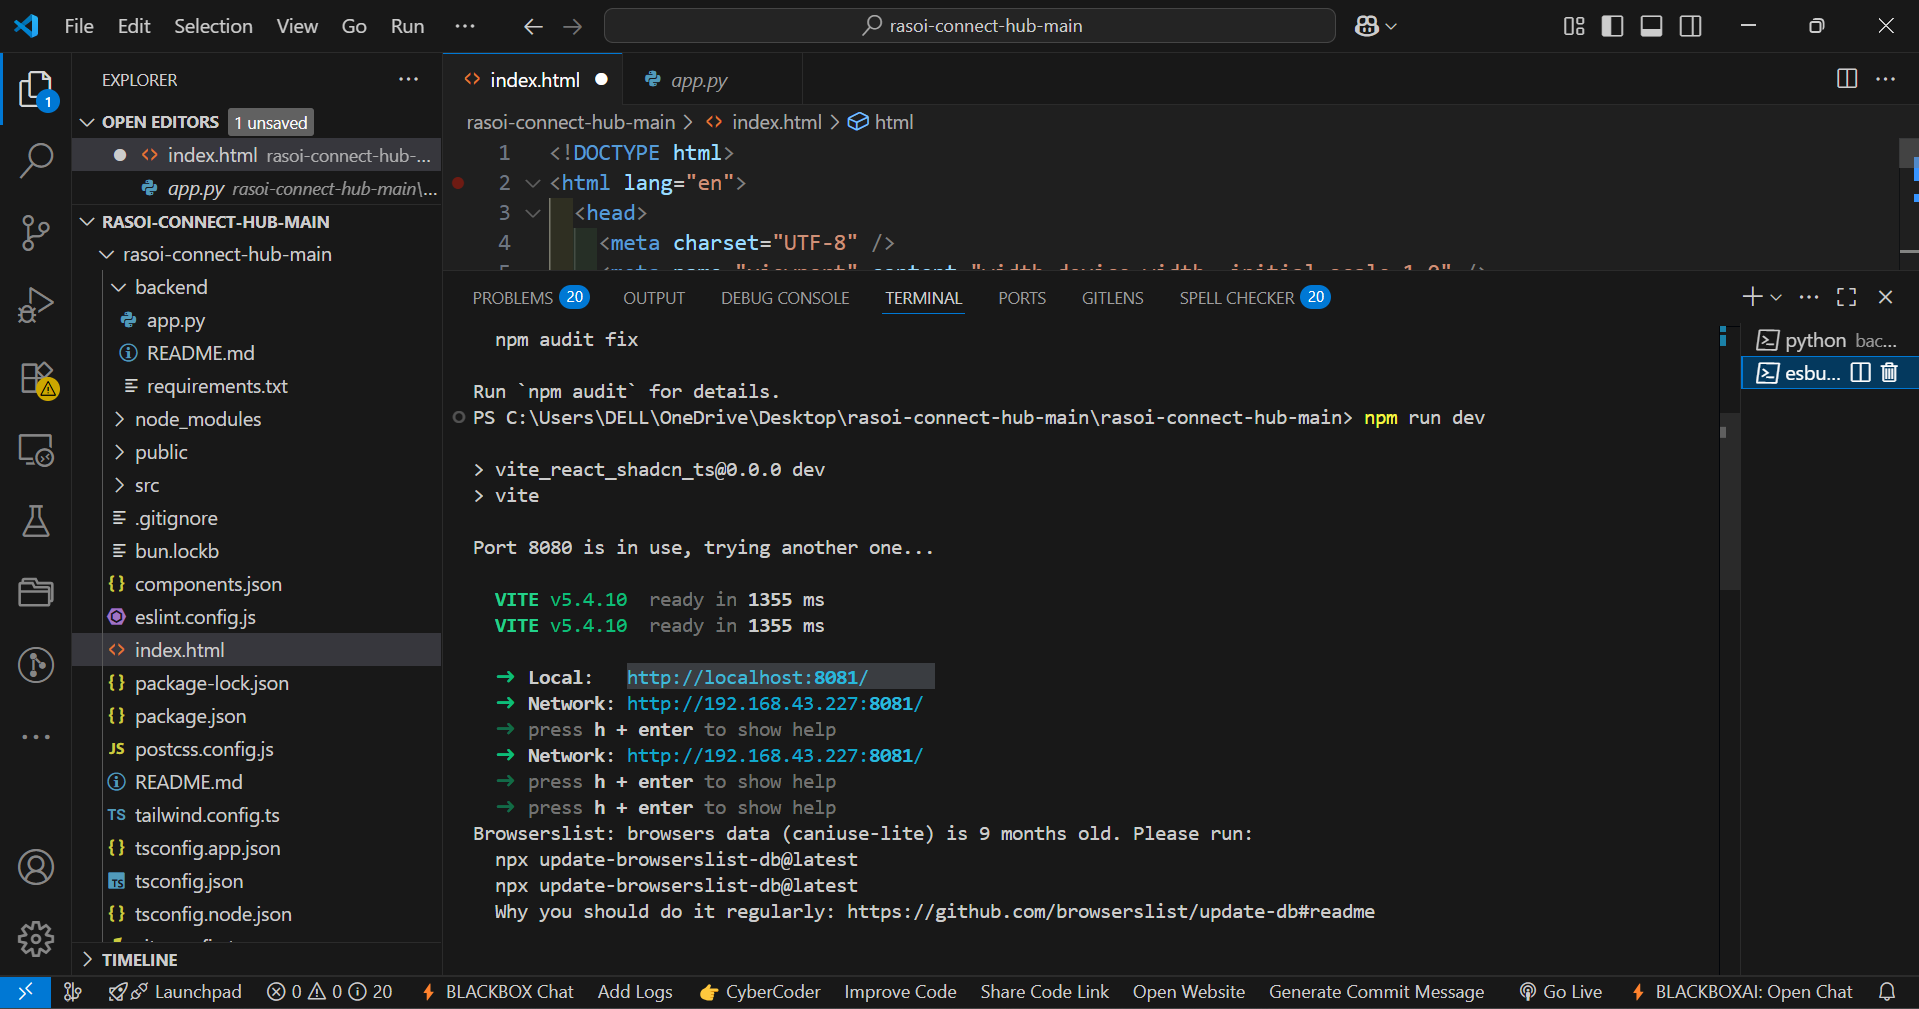 File Edit Selection View Go Run ··· rasoi-connect-hub-main
EXPLORER
OPEN EDITORS 1 unsaved
index.html rasoi-connect-hub-...
app.py rasoi-connect-hub-main\...
RASOI-CONNECT-HUB-MAIN
rasoi-connect-hub-main
backend
app.py
README.md
requirements.txt
node_modules
public
src
.gitignore
bun.lockb
components.json
eslint.config.js
index.html
package-lock.json
package.json
postcss.config.js
README.md
tailwind.config.ts
tsconfig.app.json
tsconfig.json
tsconfig.node.json
TIMELINE
index.html app.py
rasoi-connect-hub-main > index.html > html
1 <!DOCTYPE html>
2 <html lang="en">
3 <head>
4 <meta charset="UTF-8" />
5 <meta name="viewport" content="width=device-width, initial-scale=1.0" />
PROBLEMS 20 OUTPUT DEBUG CONSOLE TERMINAL PORTS GITLENS SPELL CHECKER 20
npm audit fix
Run `npm audit` for details.
PS C:\Users\DELL\OneDrive\Desktop\rasoi-connect-hub-main\rasoi-connect-hub-main> npm run dev
> vite_react_shadcn_ts@0.0.0 dev
> vite
Port 8080 is in use, trying another one...
VITE v5.4.10 ready in 1355 ms
VITE v5.4.10 ready in 1355 ms
➜ Local: http://localhost:8081/
➜ Network: http://192.168.43.227:8081/
➜ press h + enter to show help
➜ Network: http://192.168.43.227:8081/
➜ press h + enter to show help
➜ press h + enter to show help
Browserslist: browsers data (caniuse-lite) is 9 months old. Please run:
npx update-browserslist-db@latest
npx update-browserslist-db@latest
Why you should do it regularly: https://github.com/browserslist/update-db#readme
python bac...
esbu...
1
Launchpad 0 0 20 BLACKBOX Chat Add Logs CyberCoder Improve Code Share Code Link Open Website Generate Commit Message Go Live BLACKBOXAI: Open Chat